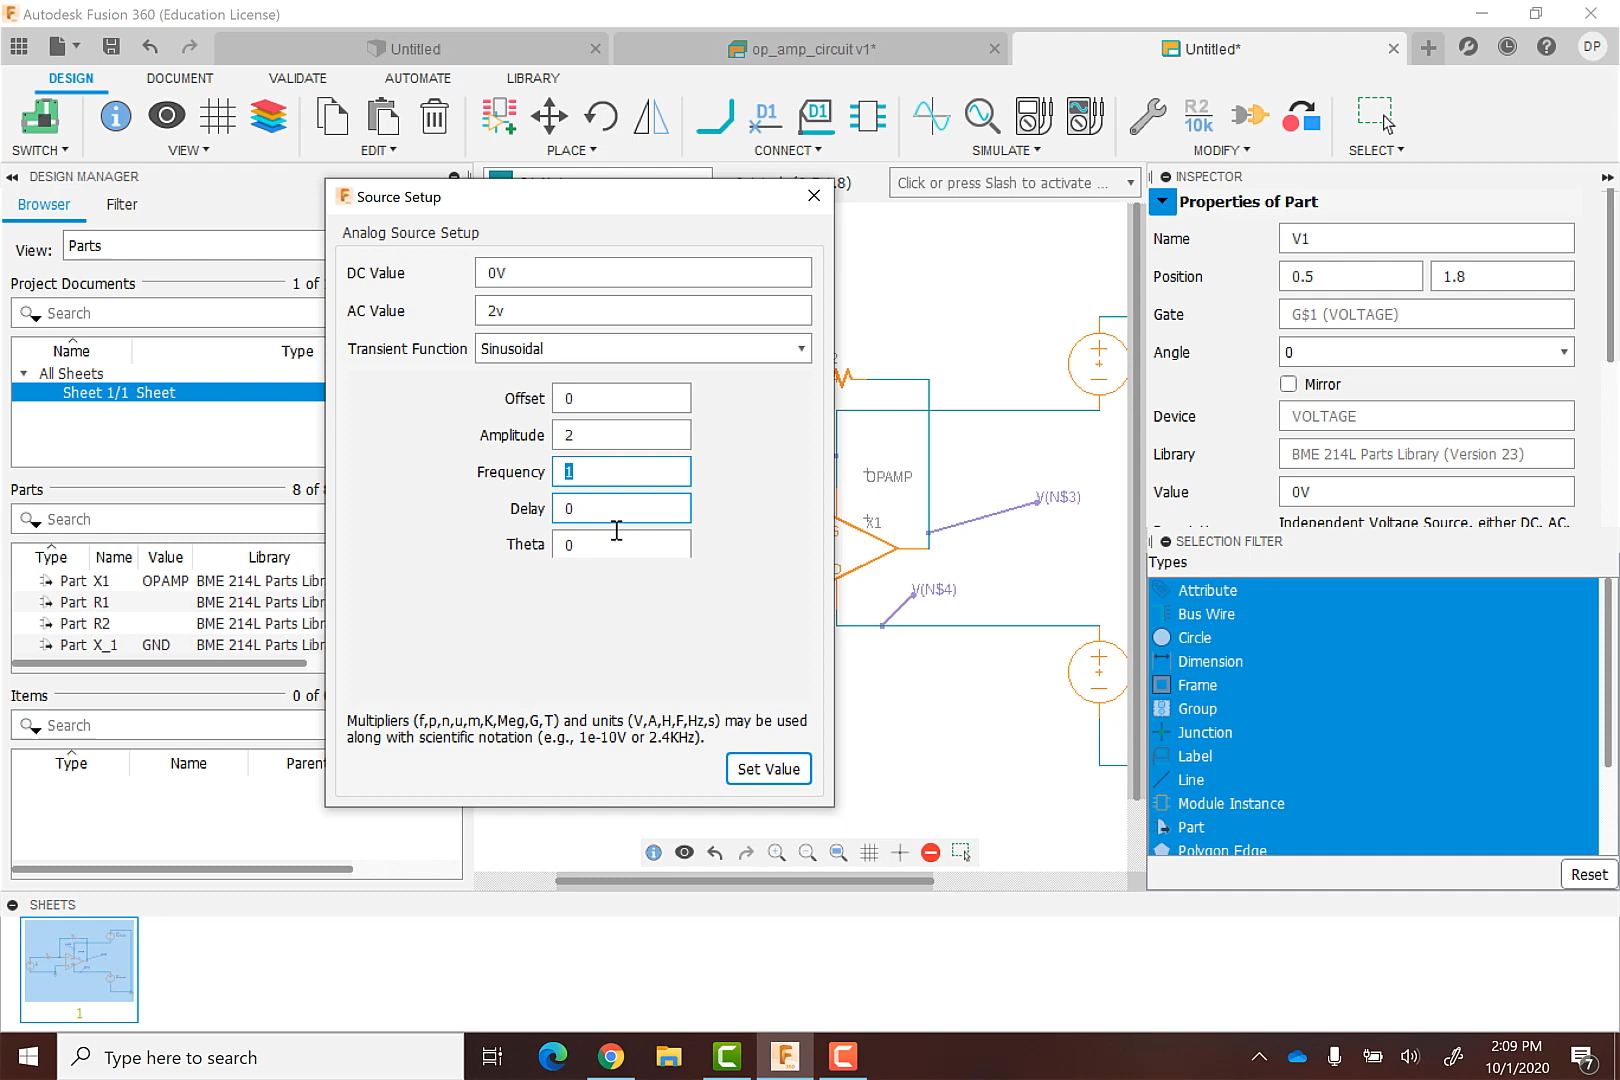 Autodesk Fusion 360 (Education License)
Untitled
op_amp_circuit v1*
Untitled*
DP
DESIGN
DOCUMENT
VALIDATE
AUTOMATE
LIBRARY
D1
D1
R2
10k
SWITCH
VIEW
EDIT
PLACE
CONNECT
SIMULATE
MODIFY
SELECT
DESIGN MANAGER
Browser
Filter
View:
Parts
Project Documents
1 of
Search
Name
Type
All Sheets
Sheet 1/1 Sheet
Parts
8 of
Search
Type
Name
Value
Library
Part X1 OPAMP BME 214L Parts Libr
Part R1 BME 214L Parts Libr
Part R2 BME 214L Parts Libr
Part X_1 GND BME 214L Parts Libr
Items
0 of
Search
Type
Name
Paren
Source Setup
Analog Source Setup
DC Value
0V
AC Value
2v
Transient Function
Sinusoidal
Offset
0
Amplitude
2
Frequency
1
Delay
0
Theta
0
Multipliers (f,p,n,u,m,K,Meg,G,T) and units (V,A,H,F,Hz,s) may be used
along with scientific notation (e.g., 1e-10V or 2.4KHz).
Set Value
.8)
Click or press Slash to activate ...
OPAMP
X1
V(N$3)
V(N$4)
INSPECTOR
Properties of Part
Name
V1
Position
0.5
1.8
Gate
G$1 (VOLTAGE)
Angle
0
Mirror
Device
VOLTAGE
Library
BME 214L Parts Library (Version 23)
Value
0V
Independent Voltage Source, either DC, AC,
SELECTION FILTER
Types
Attribute
Bus Wire
Circle
Dimension
Frame
Group
Junction
Label
Line
Module Instance
Part
Polygon Edge
Reset
SHEETS
1
Type here to search
2:09 PM
10/1/2020
7